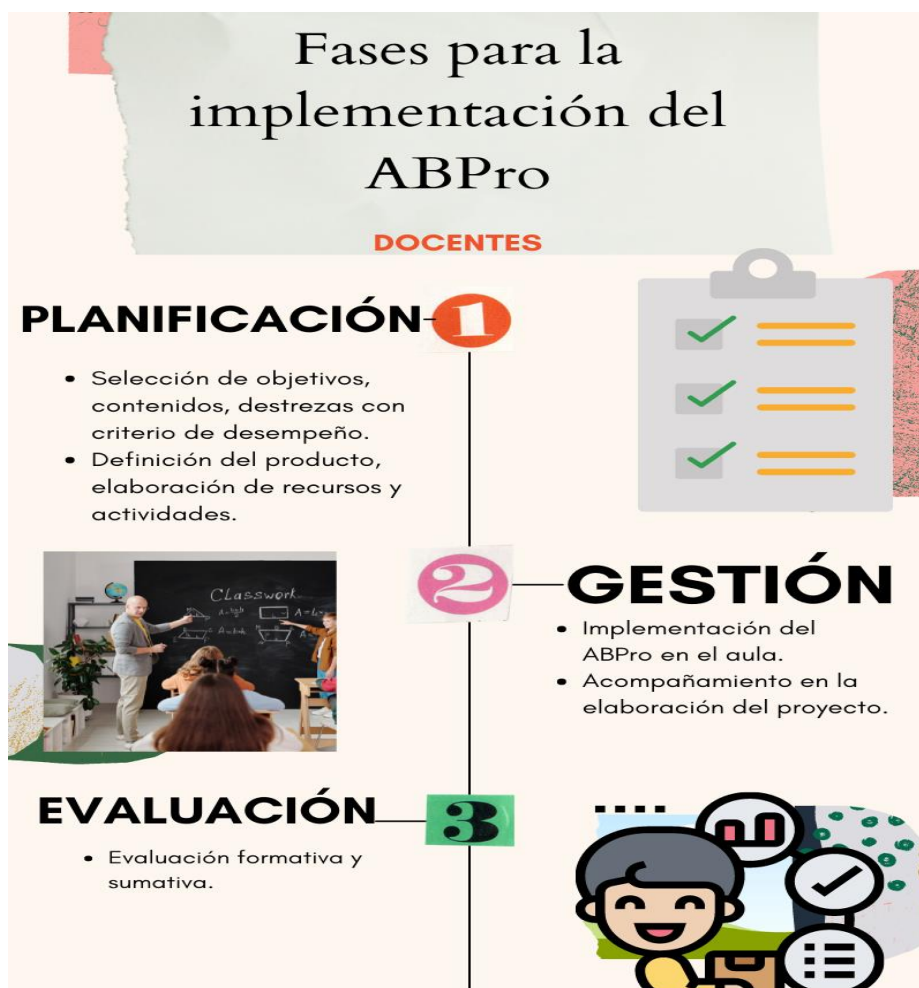 Fases para la
implementación del
ABPro
DOCENTES
PLANIFICACIÓN
1
• Selección de objetivos,
contenidos, destrezas con
criterio de desempeño.
• Definición del producto,
elaboración de recursos y
actividades.
Classwork
2
GESTIÓN
• Implementación del
ABPro en el aula.
• Acompañamiento en la
elaboración del proyecto.
EVALUACIÓN
3
• Evaluación formativa y
sumativa.